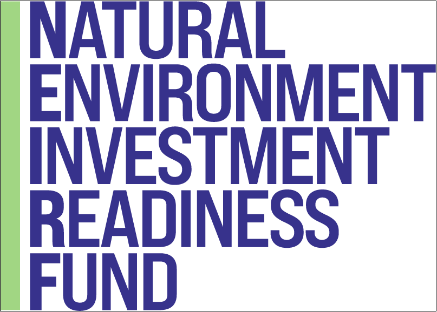 NATURAL
ENVIRONMENT
INVESTMENT
READINESS
FUND